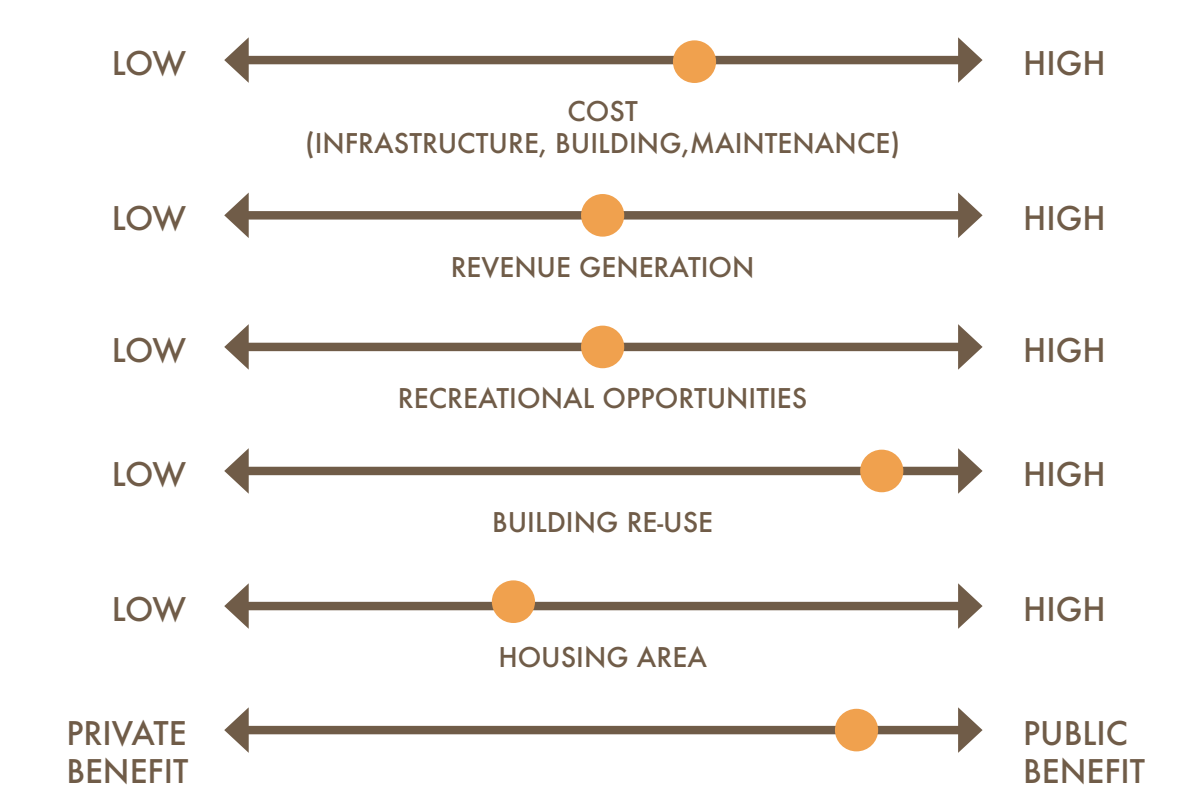 LOW HIGH
COST
(INFRASTRUCTURE, BUILDING,MAINTENANCE)
LOW HIGH
REVENUE GENERATION
LOW HIGH
RECREATIONAL OPPORTUNITIES
LOW HIGH
BUILDING RE-USE
LOW HIGH
HOUSING AREA
PRIVATE PUBLIC
BENEFIT BENEFIT